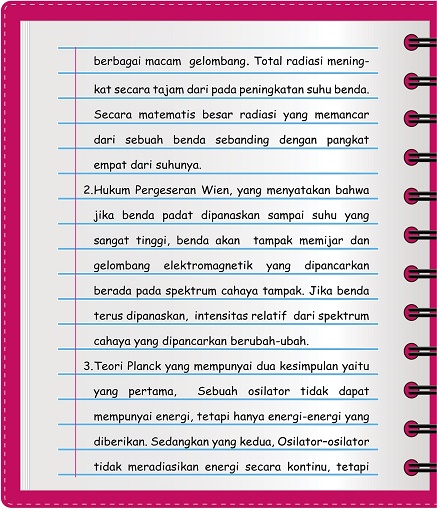 berbagai macam gelombang. Total radiasi mening-
kat secara tajam dari pada peningkatan suhu benda.
Secara matematis besar radiasi yang memancar
dari sebuah benda sebanding dengan pangkat
empat dari suhunya.
2.Hukum Pergeseran Wien, yang menyatakan bahwa
jika benda padat dipanaskan sampai suhu yang
sangat tinggi, benda akan tampak memijar dan
gelombang elektromagnetik yang dipancarkan
berada pada spektrum cahaya tampak. Jika benda
terus dipanaskan, intensitas relatif dari spektrum
cahaya yang dipancarkan berubah-ubah.
3.Teori Planck yang mempunyai dua kesimpulan yaitu
yang pertama, Sebuah osilator tidak dapat
mempunyai energi, tetapi hanya energi-energi yang
diberikan. Sedangkan yang kedua, Osilator-osilator
tidak meradiasikan energi secara kontinu, tetapi